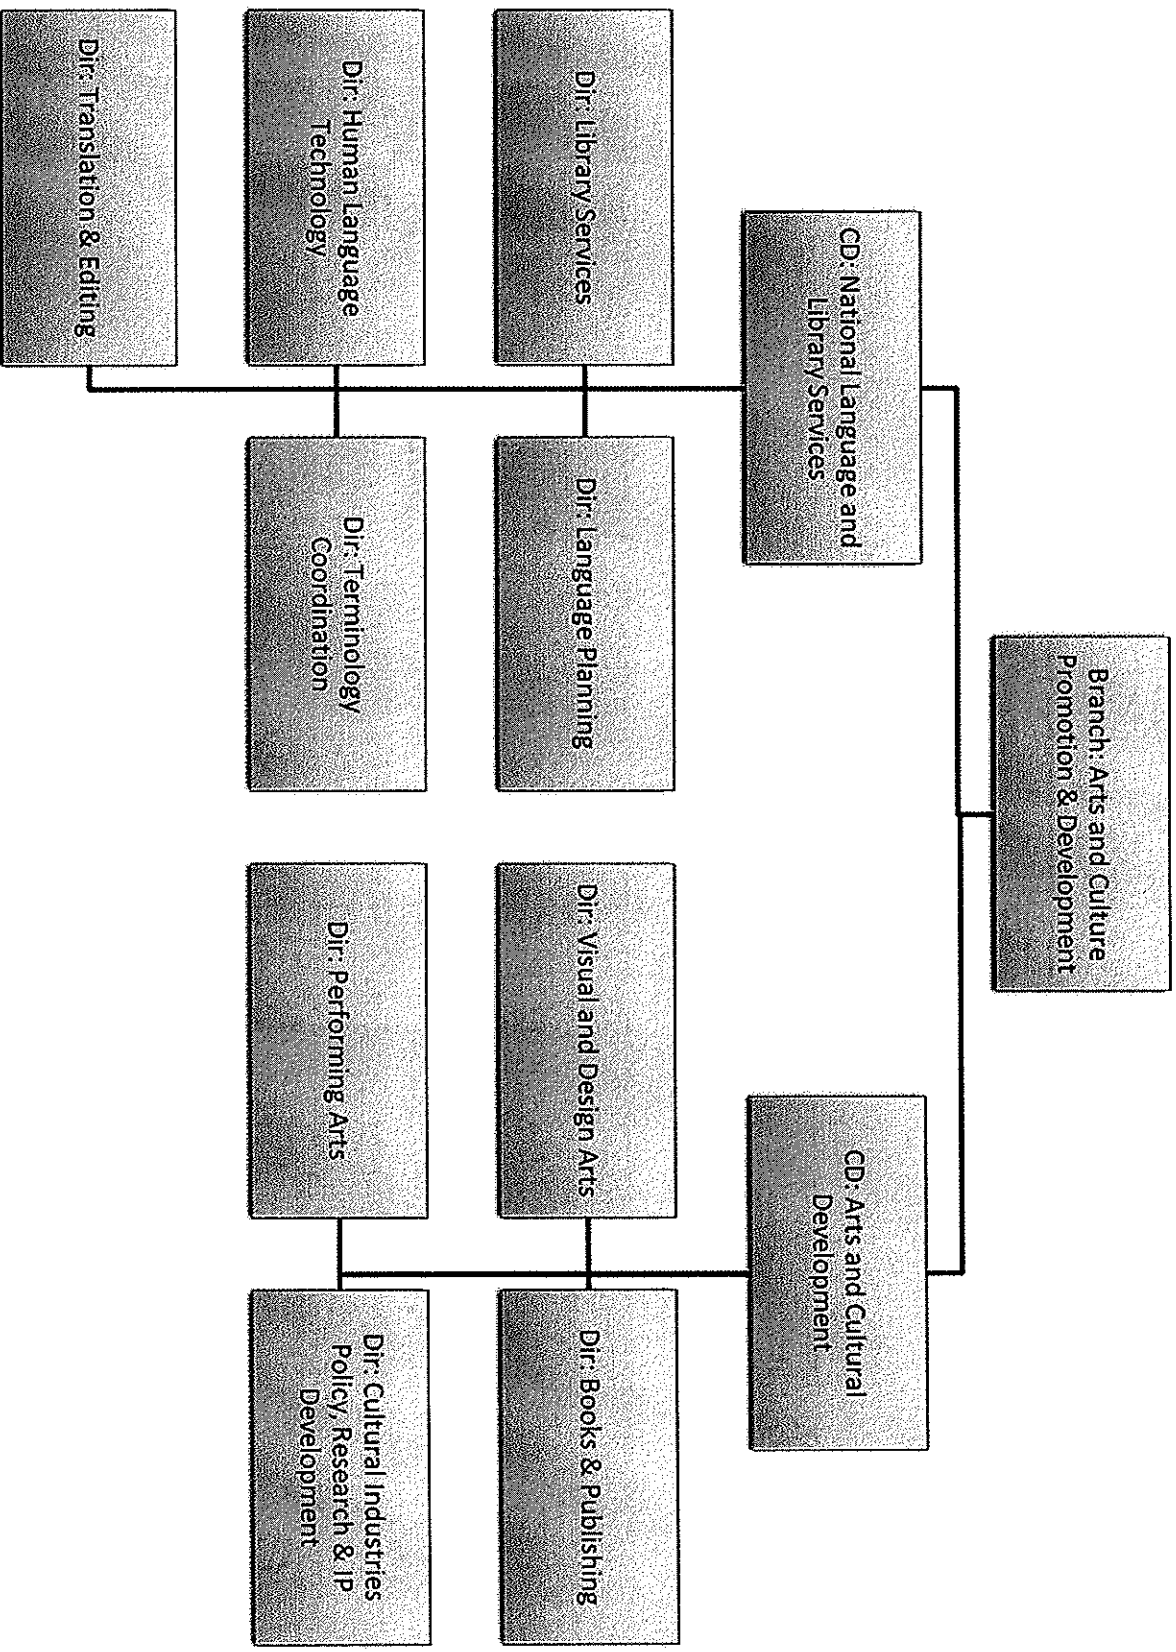 Branch: Arts and Culture
Promotion & Development
CD: National Language and
Library Services
CD: Arts and Cultural
Development
Dir: Library Services
Dir: Language Planning
Dir: Visual and Design Arts
Dir: Books & Publishing
Dir: Human Language
Technology
Dir: Terminology
Coordination
Dir: Performing Arts
Dir: Cultural Industries
Policy, Research & IP
Development
Dir: Translation & Editing